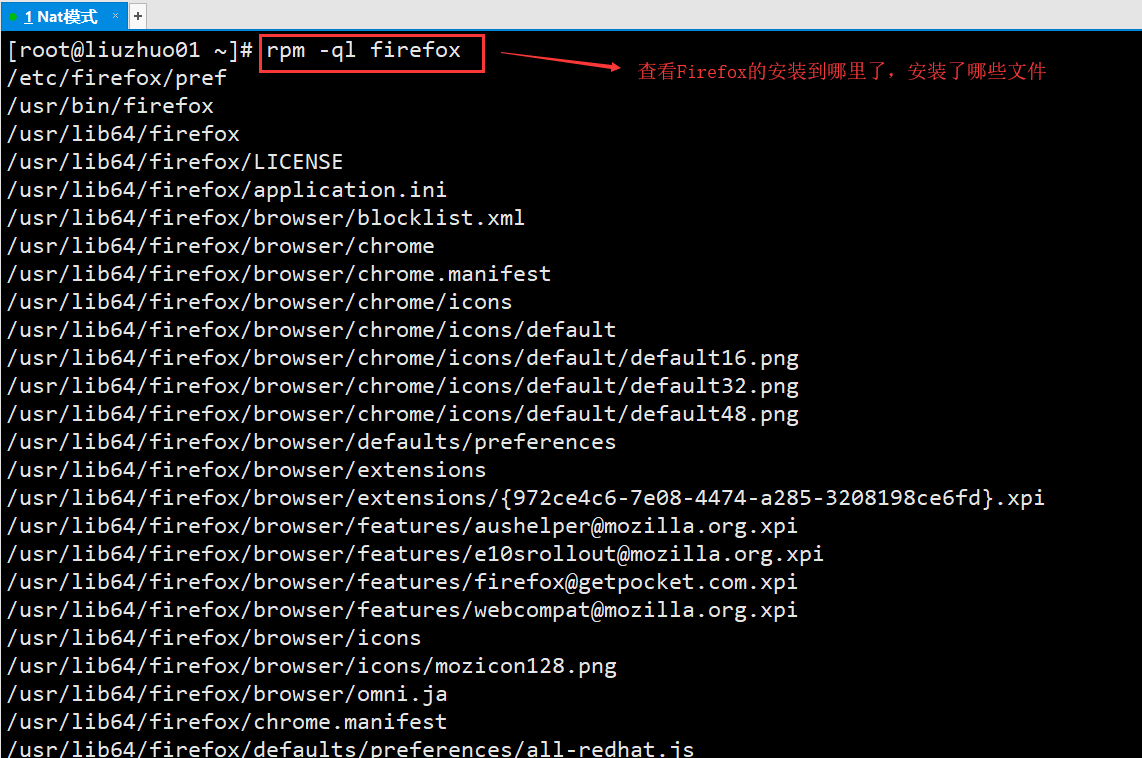 1 Nat模式 × +
[root@liuzhuo01 ~]# rpm -ql firefox
查看Firefox的安装到哪里了，安装了哪些文件
/etc/firefox/pref
/usr/bin/firefox
/usr/lib64/firefox
/usr/lib64/firefox/LICENSE
/usr/lib64/firefox/application.ini
/usr/lib64/firefox/browser/blocklist.xml
/usr/lib64/firefox/browser/chrome
/usr/lib64/firefox/browser/chrome.manifest
/usr/lib64/firefox/browser/chrome/icons
/usr/lib64/firefox/browser/chrome/icons/default
/usr/lib64/firefox/browser/chrome/icons/default/default16.png
/usr/lib64/firefox/browser/chrome/icons/default/default32.png
/usr/lib64/firefox/browser/chrome/icons/default/default48.png
/usr/lib64/firefox/browser/defaults/preferences
/usr/lib64/firefox/browser/extensions
/usr/lib64/firefox/browser/extensions/{972ce4c6-7e08-4474-a285-3208198ce6fd}.xpi
/usr/lib64/firefox/browser/features/aushelper@mozilla.org.xpi
/usr/lib64/firefox/browser/features/e10srollout@mozilla.org.xpi
/usr/lib64/firefox/browser/features/firefox@getpocket.com.xpi
/usr/lib64/firefox/browser/features/webcompat@mozilla.org.xpi
/usr/lib64/firefox/browser/icons
/usr/lib64/firefox/browser/icons/mozicon128.png
/usr/lib64/firefox/browser/omni.ja
/usr/lib64/firefox/chrome.manifest
/usr/lib64/firefox/defaults/preferences/all-redhat.js